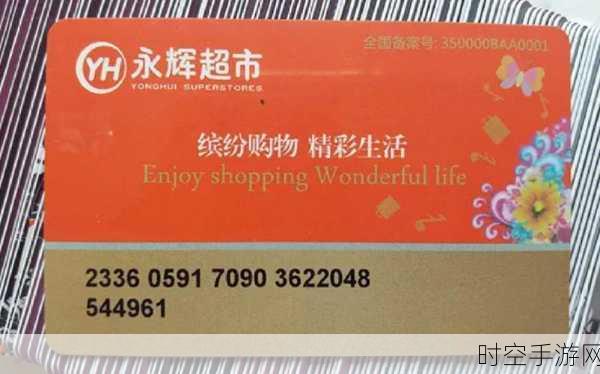 全国备案号: 350000BAA0001
YH 永辉超市
YONGHUI SUPERSTORES
缤纷购物 精彩生活
Enjoy shopping Wonderful life
2336 0591 7090 3622048
544961
时空手游网